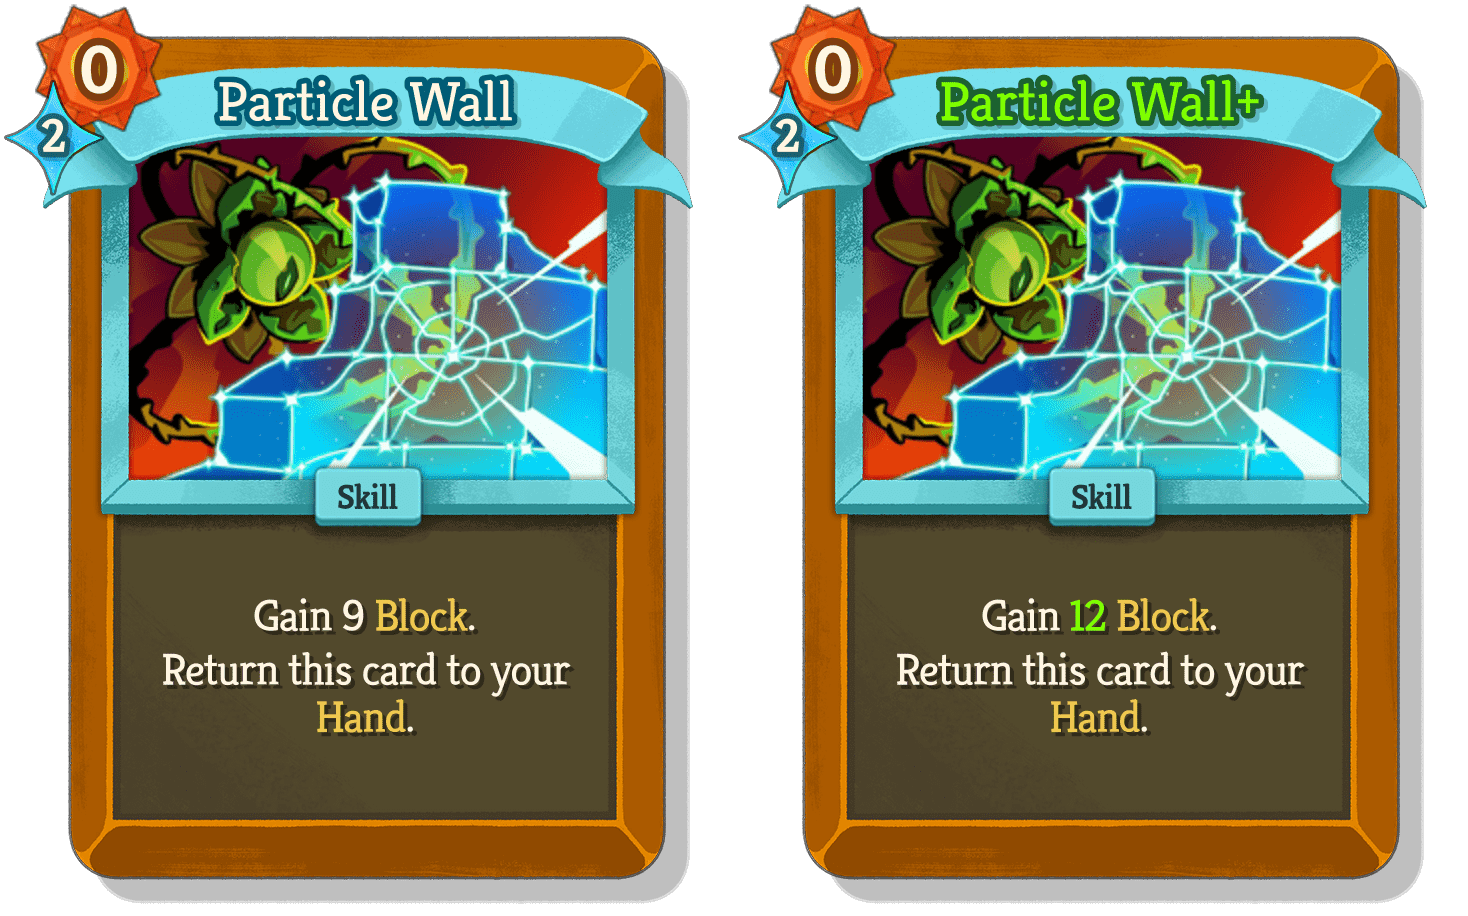 0
2
Particle Wall
Skill
Gain 9 Block.
Return this card to your
Hand.
0
2
Particle Wall+
Skill
Gain 12 Block.
Return this card to your
Hand.